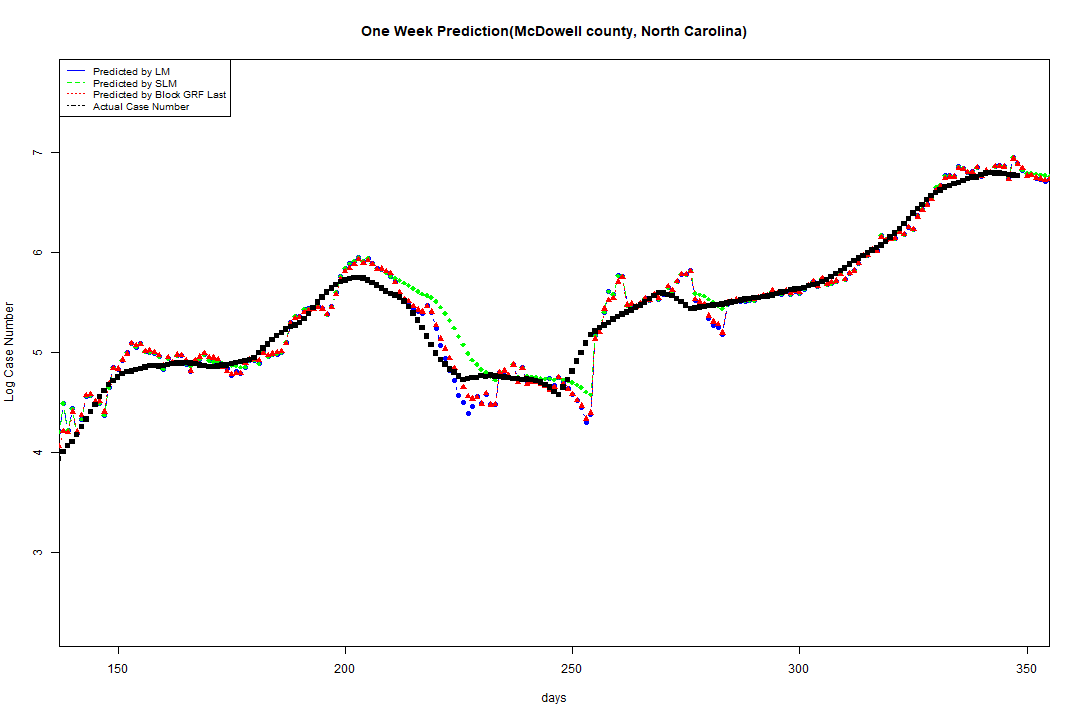 One Week Prediction(McDowell county, North Carolina)
Predicted by LM
Predicted by SLM
Predicted by Block GRF Last
Actual Case Number
7
6
5
4
3
Log Case Number
150 200 250 300 350
days